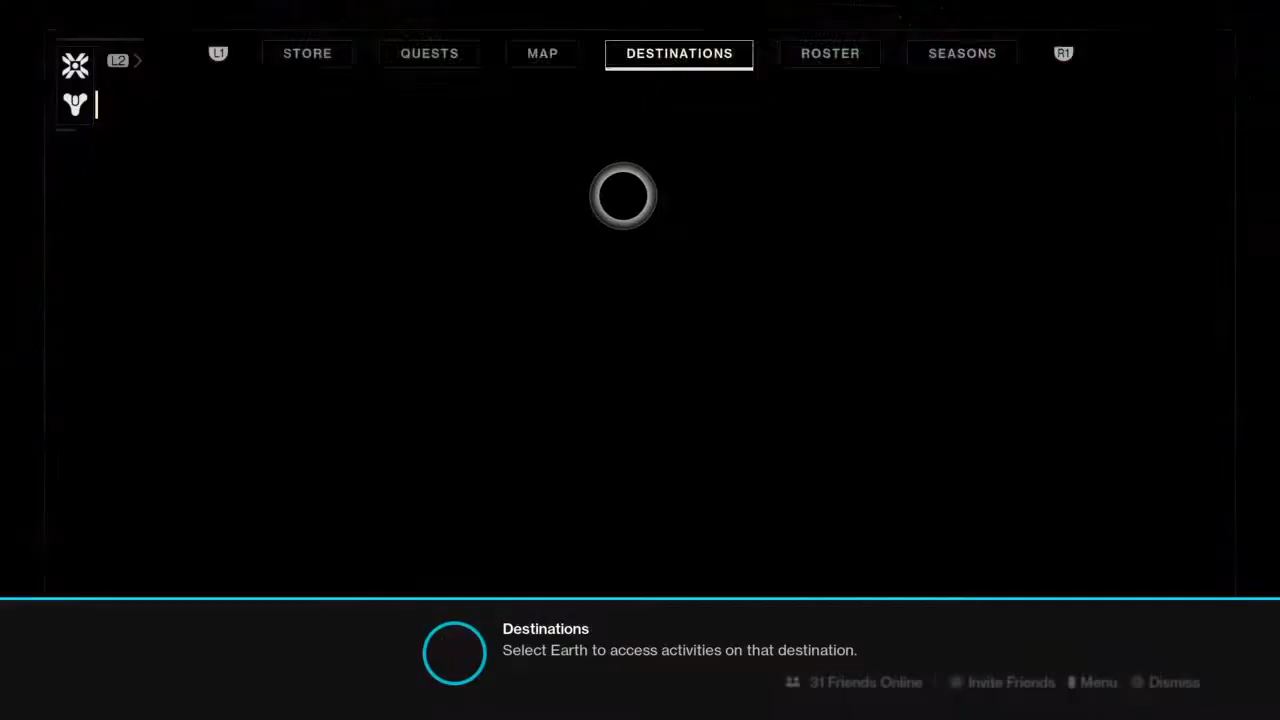 L2
L1
STORE
QUESTS
MAP
DESTINATIONS
ROSTER
SEASONS
R1
Destinations
Select Earth to access activities on that destination.
31 Friends Online
Invite Friends
Menu
Dismiss